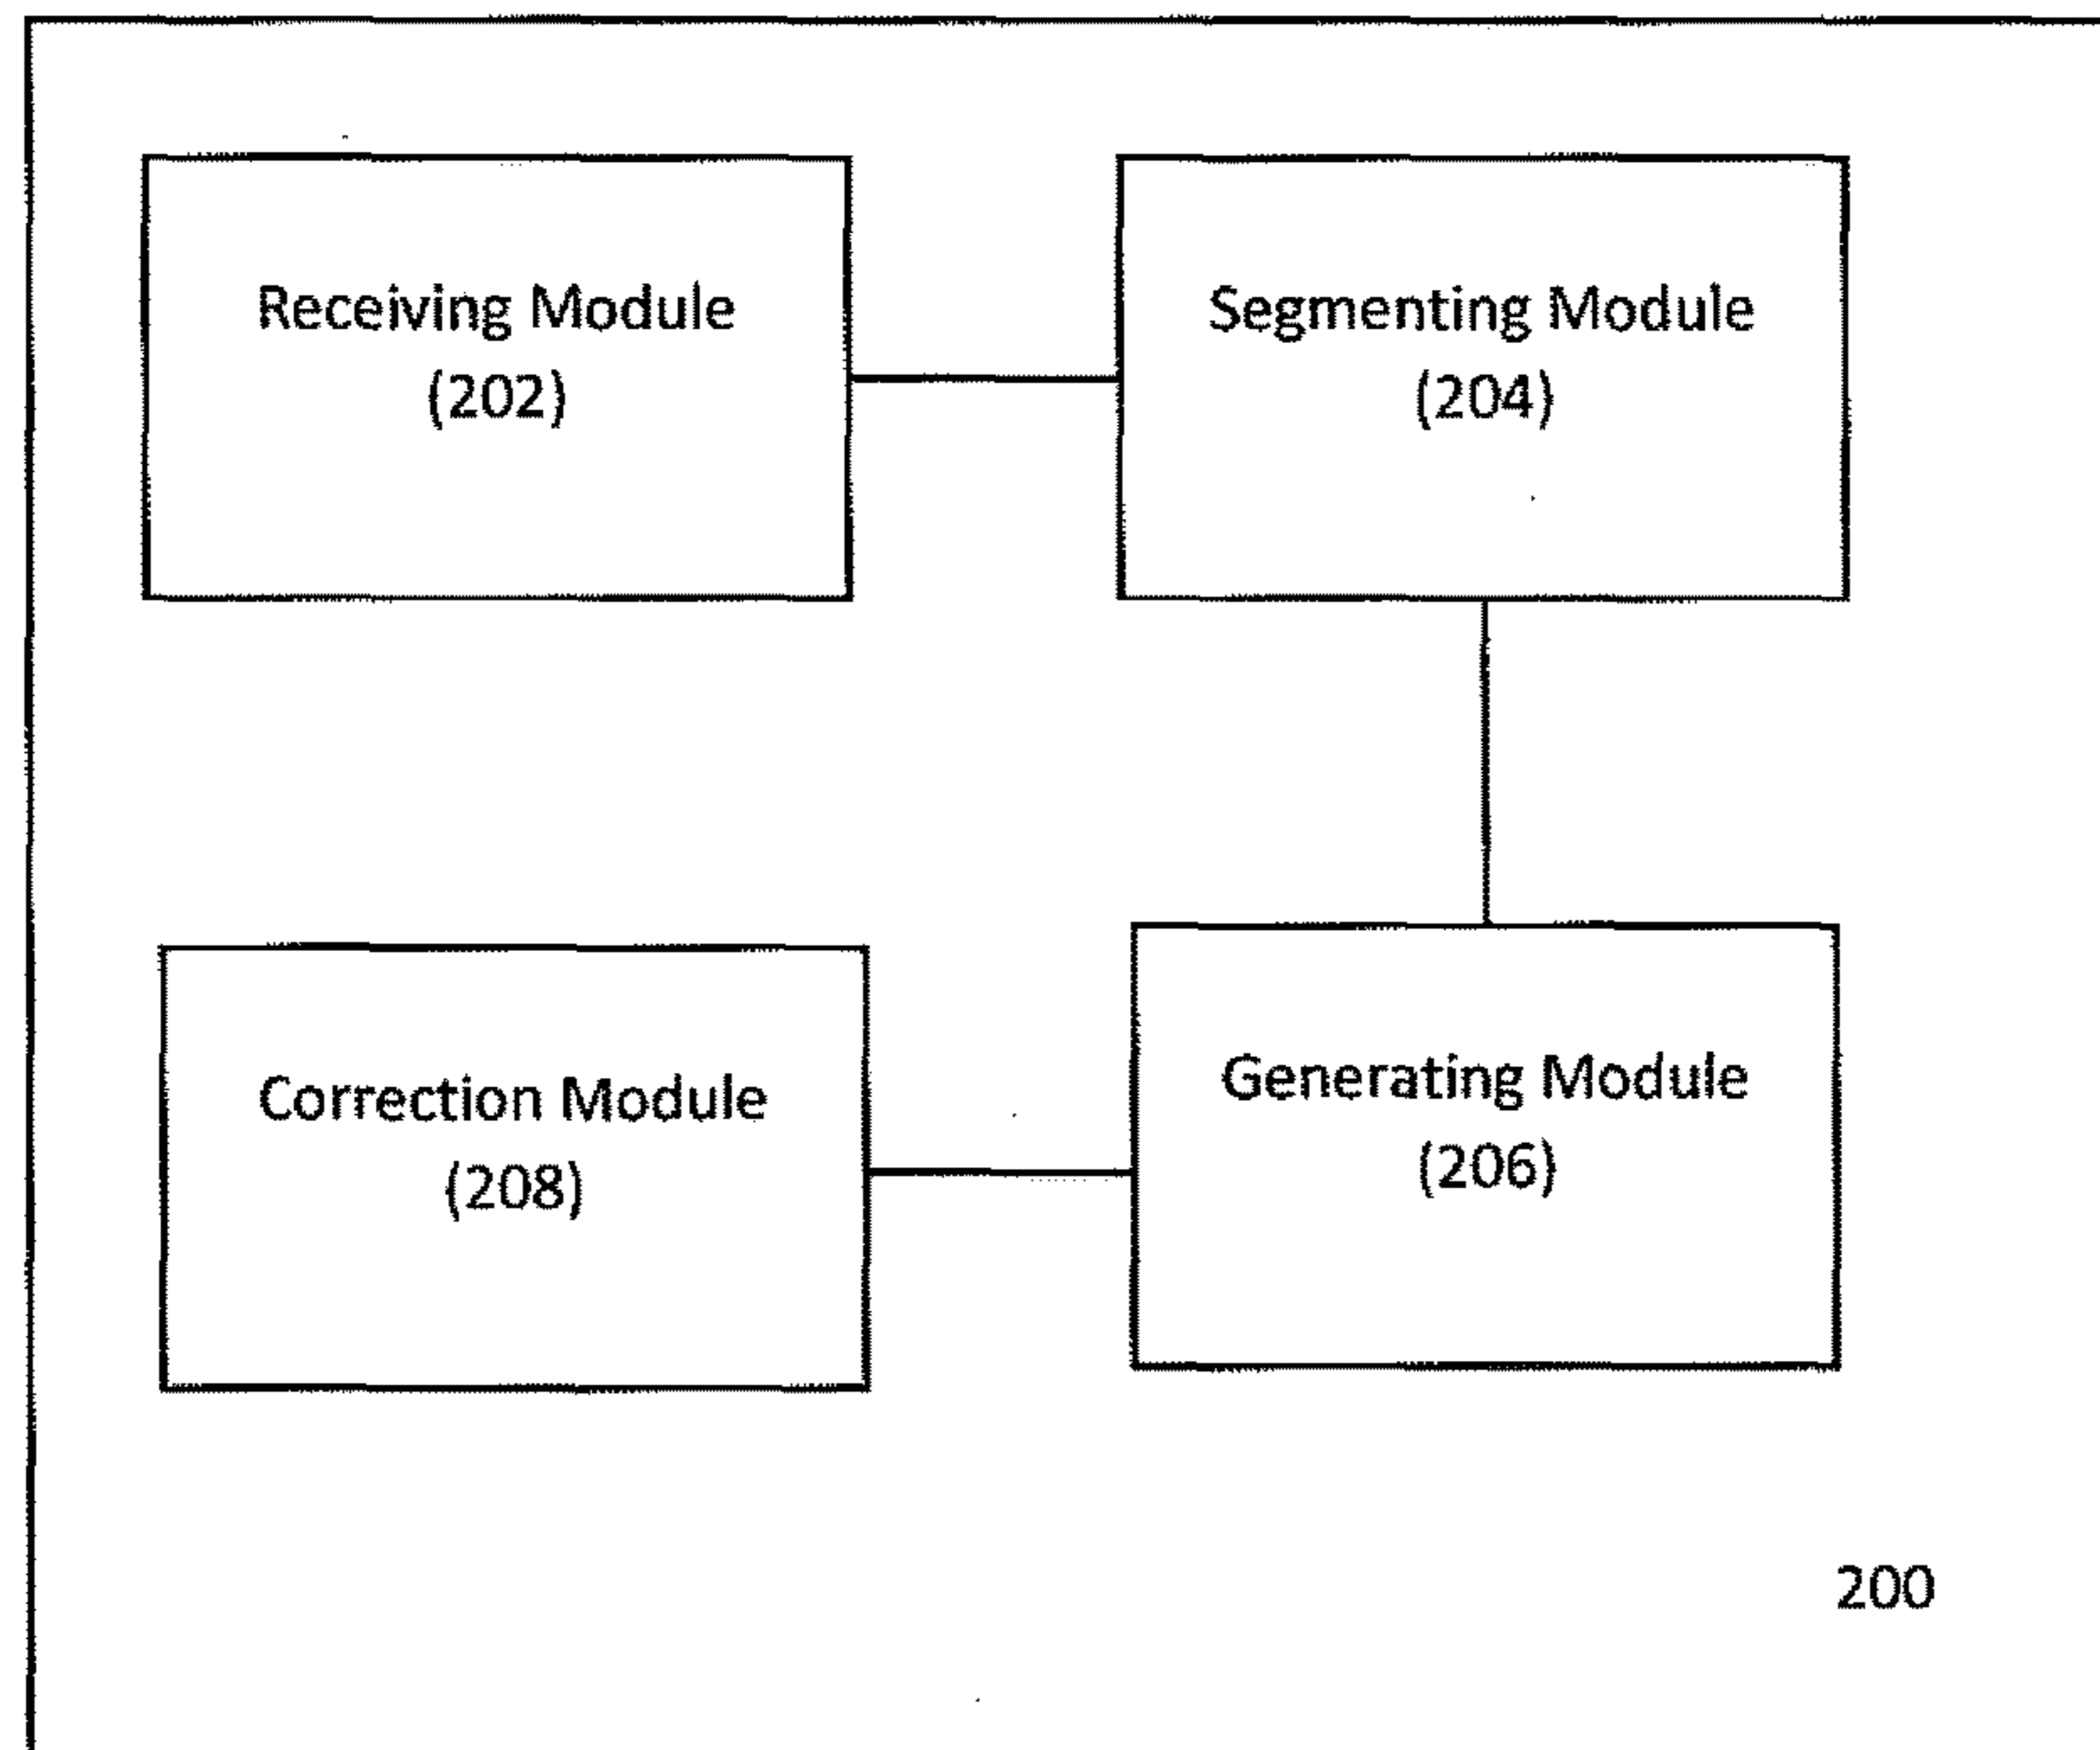 Receiving Module
(202)
Segmenting Module
(204)
Correction Module
(208)
Generating Module
(206)
200